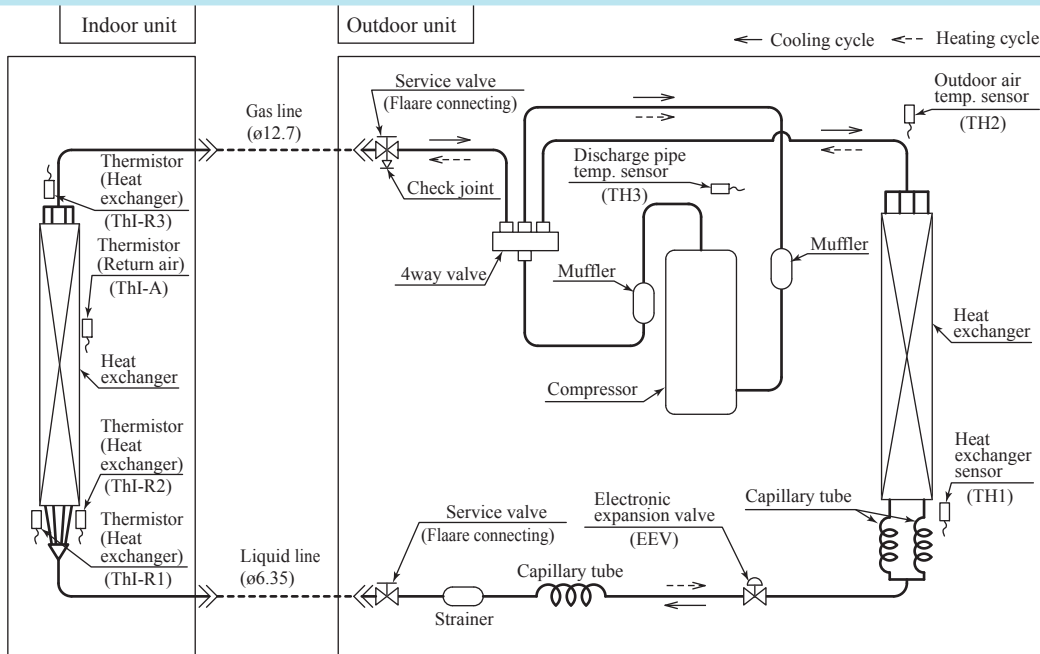 Indoor unit
Outdoor unit
Cooling cycle
Heating cycle
Service valve
(Flaare connecting)
Outdoor air
temp. sensor
(TH2)
Gas line
(ø12.7)
Thermistor
(Heat
exchanger)
(ThI-R3)
Check joint
Discharge pipe
temp. sensor
(TH3)
Thermistor
(Return air)
(ThI-A)
4way valve
Muffler
Muffler
Heat
exchanger
Heat
exchanger
Compressor
Thermistor
(Heat
exchanger)
(ThI-R2)
Heat
exchanger
sensor
(TH1)
Capillary tube
Thermistor
(Heat
exchanger)
(ThI-R1)
Liquid line
(ø6.35)
Service valve
(Flaare connecting)
Electronic
expansion valve
(EEV)
Capillary tube
Strainer